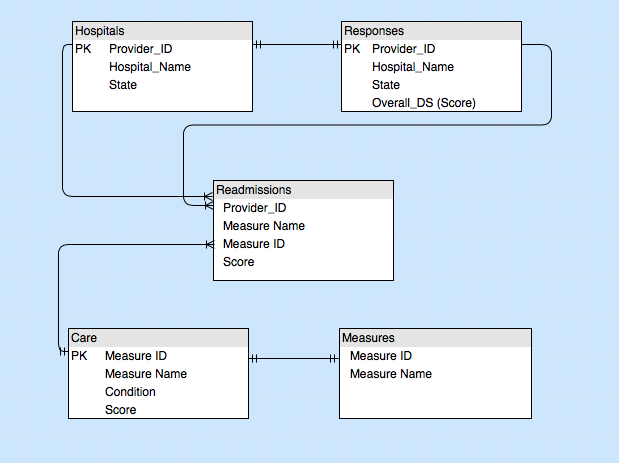 Hospitals
PK Provider_ID
Hospital_Name
State
Responses
PK Provider_ID
Hospital_Name
State
Overall_DS (Score)
Readmissions
Provider_ID
Measure Name
Measure ID
Score
Care
PK Measure ID
Measure Name
Condition
Score
Measures
Measure ID
Measure Name